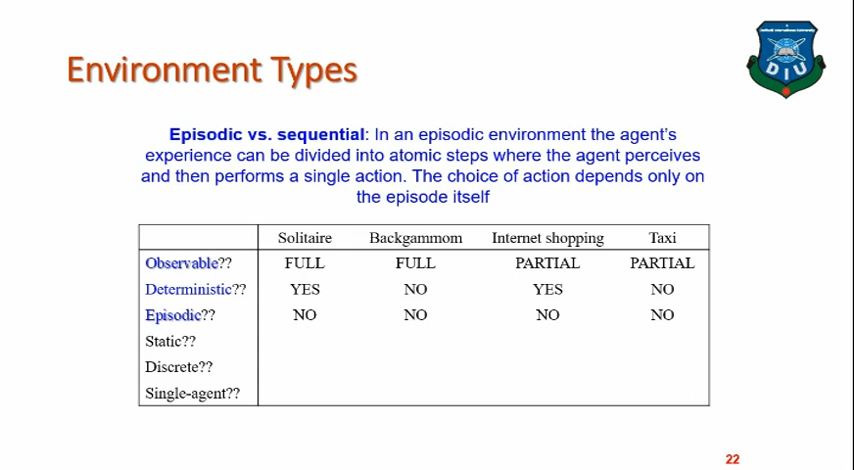 Environment Types
DIU
Episodic vs. sequential: In an episodic environment the agent's
experience can be divided into atomic steps where the agent perceives
and then performs a single action. The choice of action depends only on
the episode itself
Solitaire Backgammom Internet shopping Taxi
Observable?? FULL FULL PARTIAL PARTIAL
Deterministic?? YES NO YES NO
Episodic?? NO NO NO NO
Static??
Discrete??
Single-agent??
22